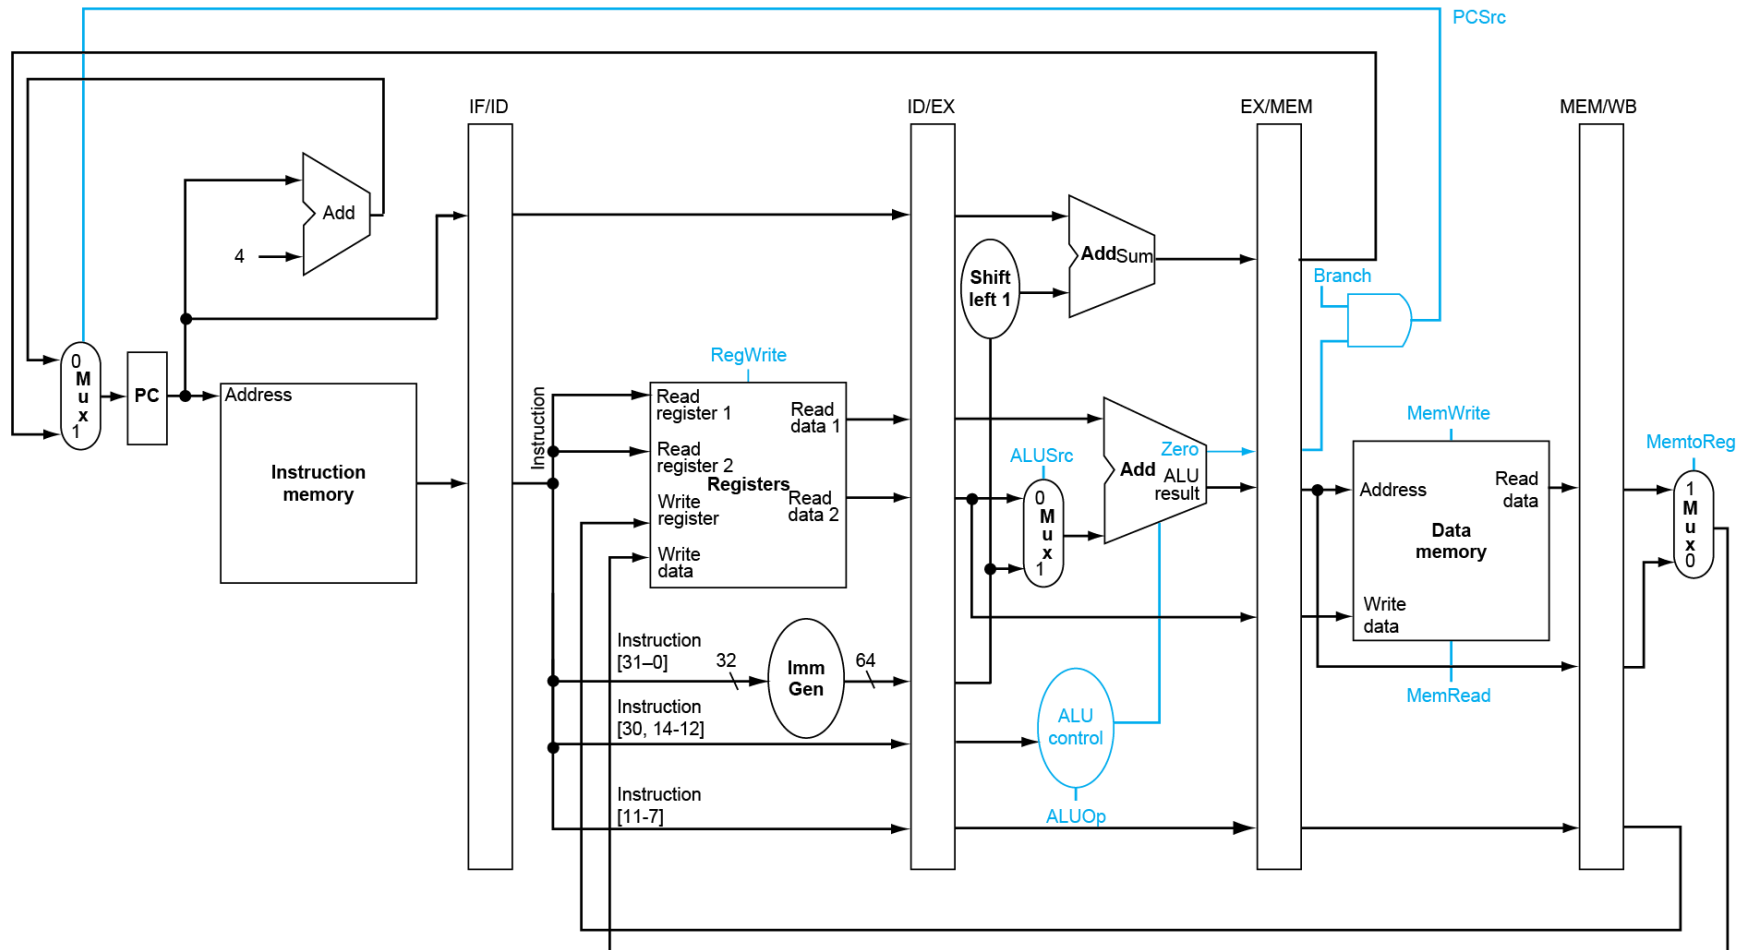 PCSrc
IF/ID
ID/EX
EX/MEM
MEM/WB
Add
4
Add Sum
Shift
left 1
Branch
0
M
u
x
1
PC
Address
Instruction
memory
Instruction
RegWrite
Read
register 1
Read
data 1
Read
register 2
Registers
Write
register
Read
data 2
Write
data
ALUSrc
0
M
u
x
1
Zero
Add
ALU
result
MemWrite
Address
Read
data
Data
memory
Write
data
MemRead
MemtoReg
1
M
u
x
0
Instruction
[31–0]
32
Imm
Gen
64
Instruction
[30, 14-12]
ALU
control
Instruction
[11-7]
ALUOp